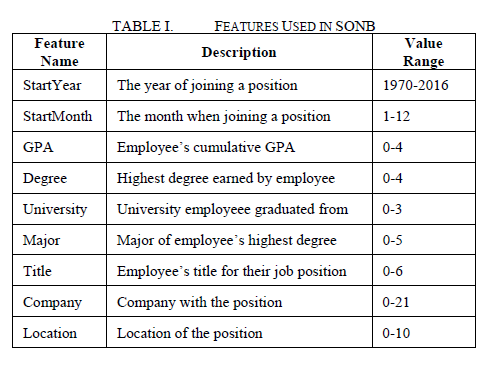 TABLE I. FEATURES USED IN SONB
Feature Name Description Value Range
StartYear The year of joining a position 1970-2016
StartMonth The month when joining a position 1-12
GPA Employee's cumulative GPA 0-4
Degree Highest degree earned by employee 0-4
University University employeee graduated from 0-3
Major Major of employee's highest degree 0-5
Title Employee's title for their job position 0-6
Company Company with the position 0-21
Location Location of the position 0-10